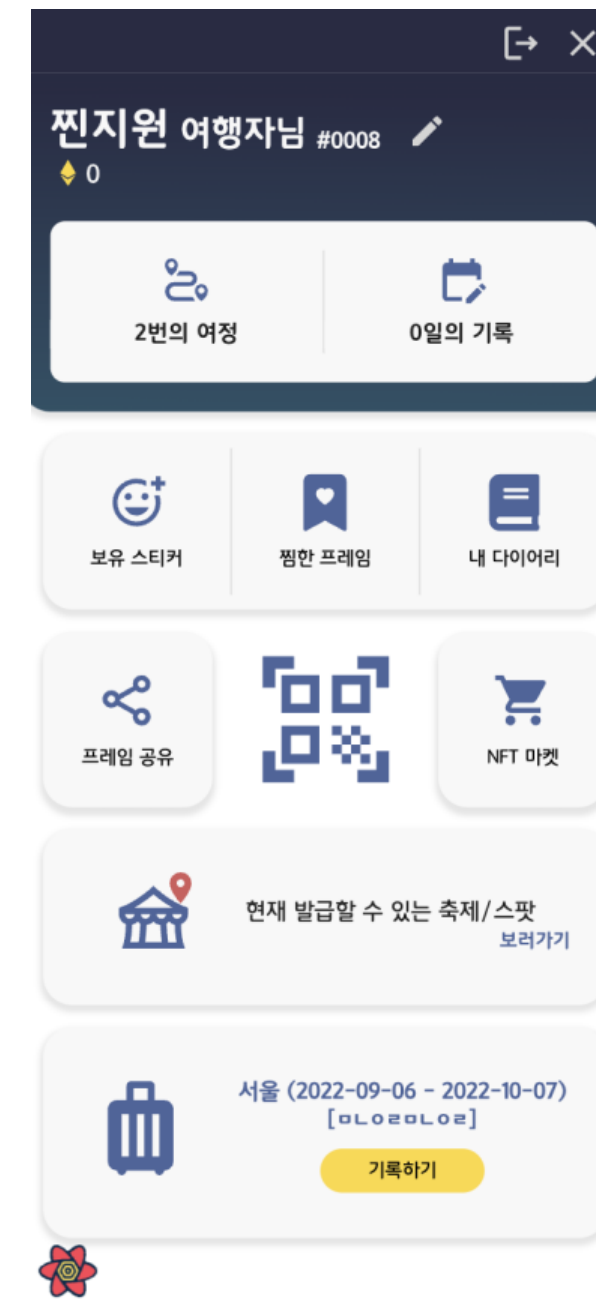 찐지원 여행자님 #0008
0
2번의 여정
0일의 기록
보유 스티커
찜한 프레임
내 다이어리
프레임 공유
NFT 마켓
현재 발급할 수 있는 축제/스팟
보러가기
서울 (2022-09-06 - 2022-10-07)
[ㅁㄴㅇㄹㅁㄴㅇㄹ]
기록하기